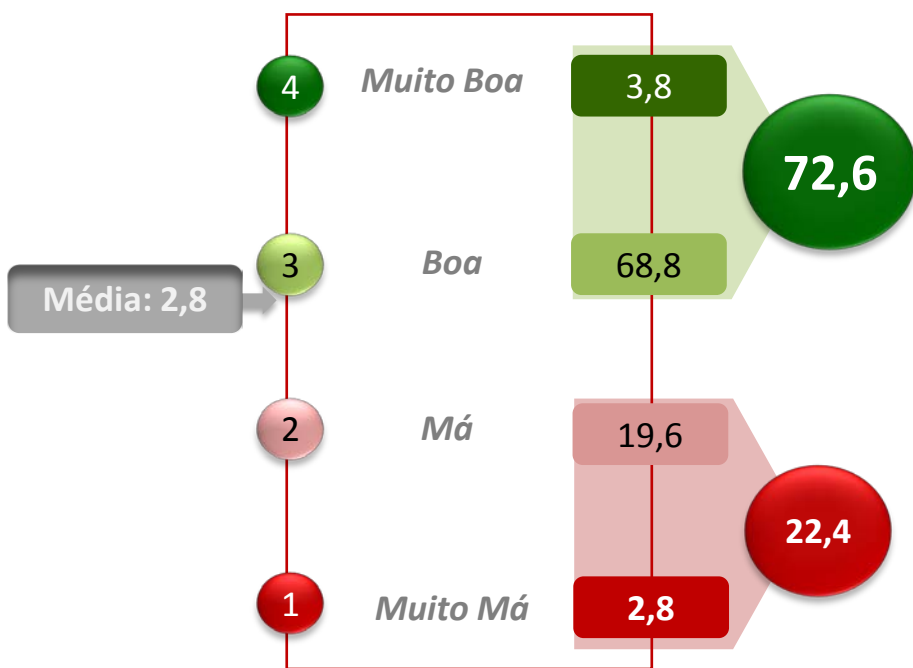 4 Muito Boa 3,8
72,6
3 Boa 68,8
Média: 2,8
2 Má 19,6
22,4
1 Muito Má 2,8